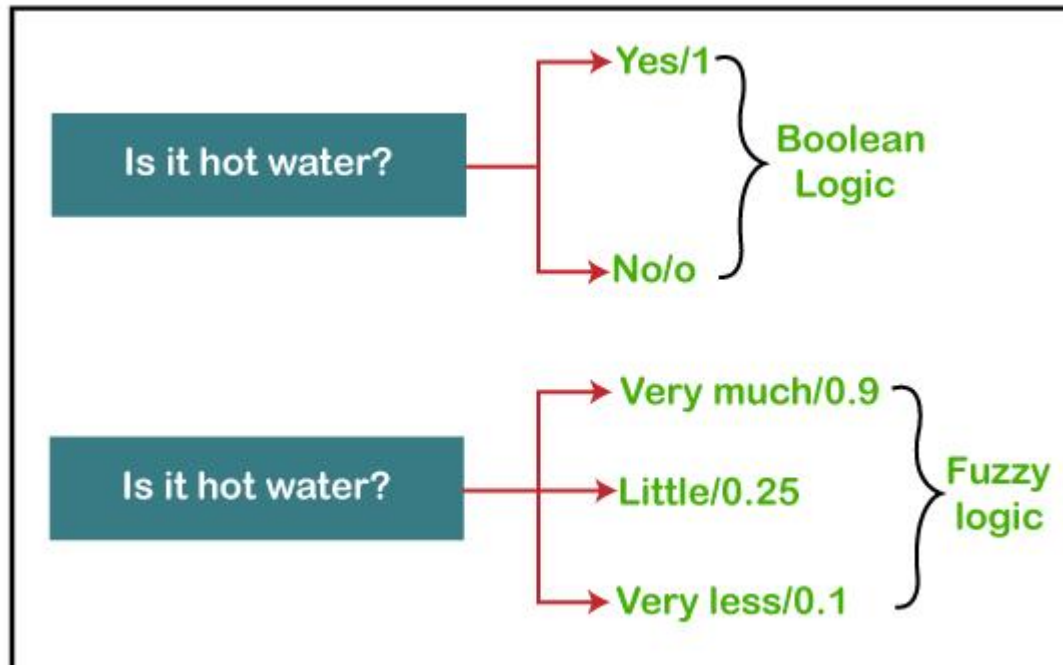 Is it hot water?
Yes/1
No/o
Boolean
Logic
Is it hot water?
Very much/0.9
Little/0.25
Very less/0.1
Fuzzy
logic